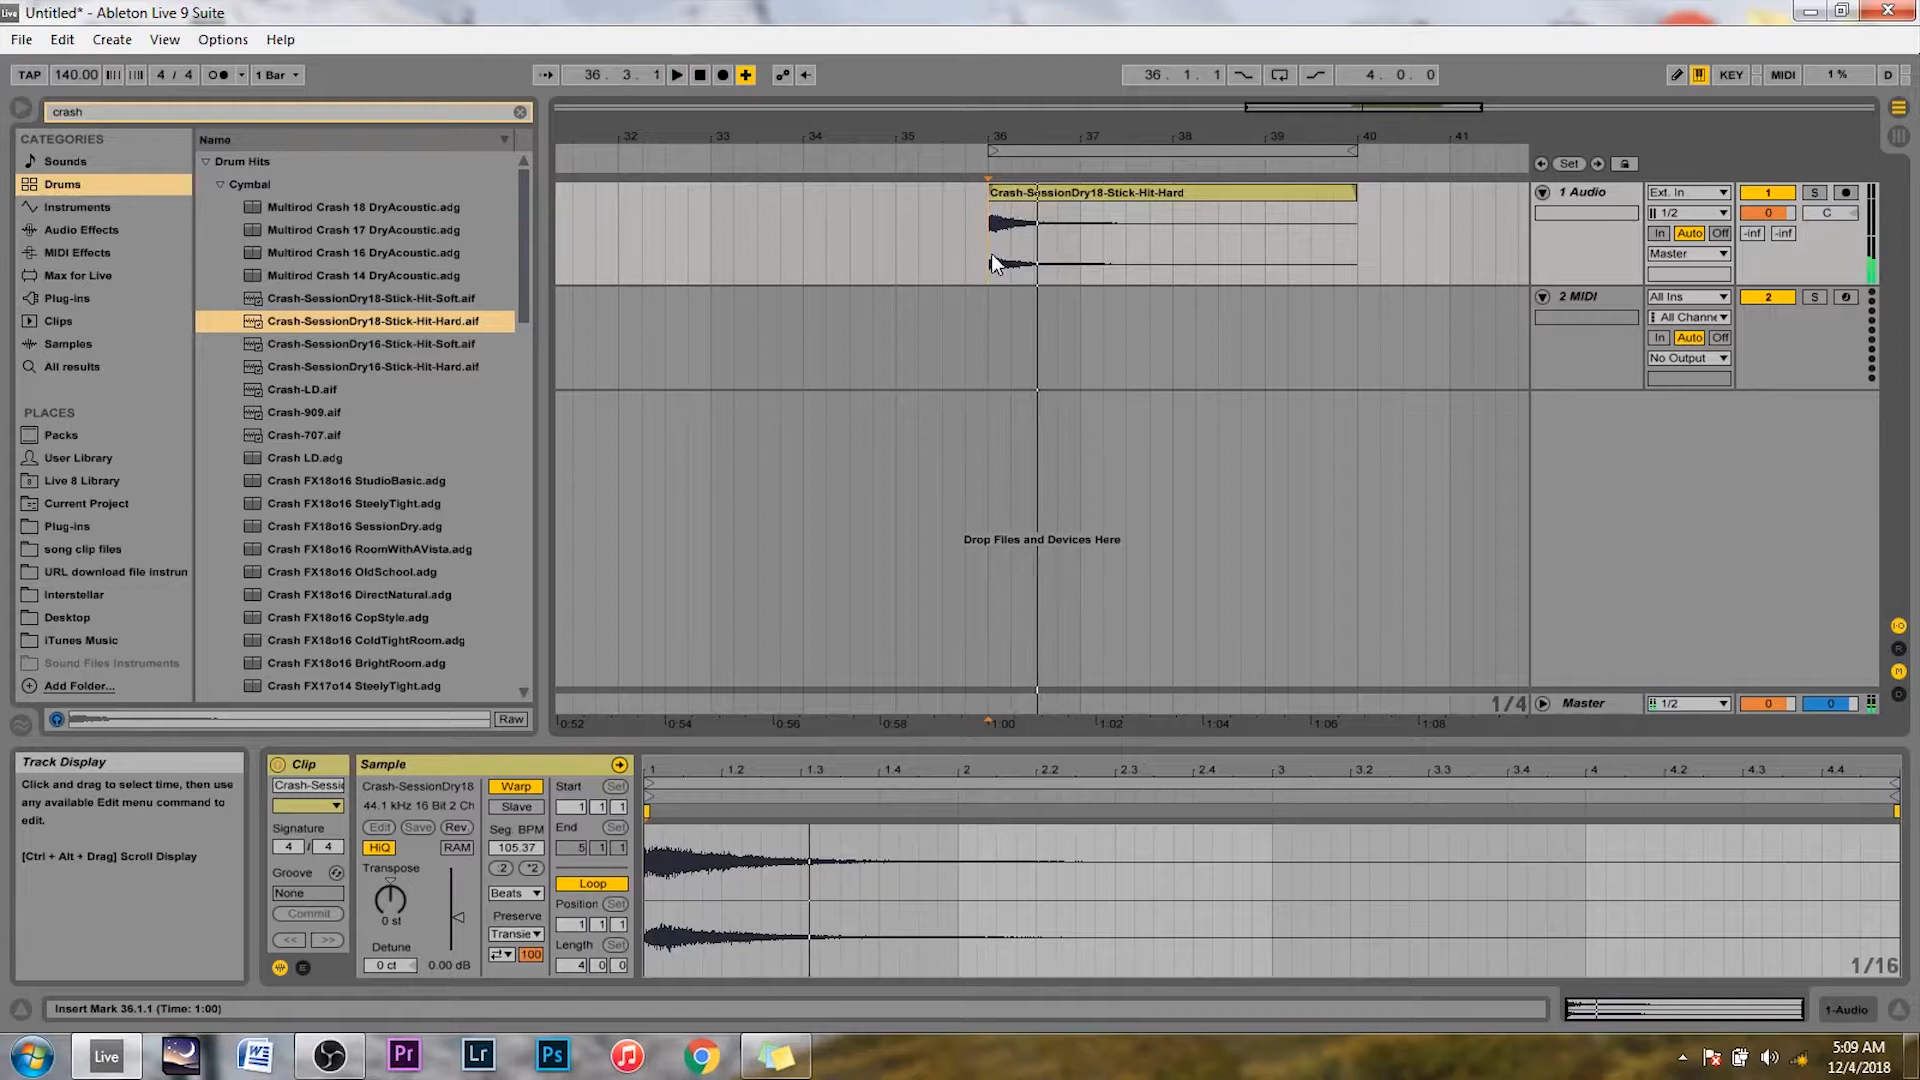 Live Untitled* - Ableton Live 9 Suite
File Edit Create View Options Help
TAP 140.00 4 / 4 1 Bar 36 . 3 . 1 36 . 1 . 1 4 . 0 . 0 KEY MIDI 1 % D
crash
CATEGORIES
Sounds
Drums
Instruments
Audio Effects
MIDI Effects
Max for Live
Plug-ins
Clips
Samples
All results
PLACES
Packs
User Library
Live 8 Library
Current Project
Plug-ins
song clip files
URL download file instrun
Interstellar
Desktop
iTunes Music
Sound Files Instruments
Add Folder...
Name
Drum Hits
Cymbal
Multirod Crash 18 DryAcoustic.adg
Multirod Crash 17 DryAcoustic.adg
Multirod Crash 16 DryAcoustic.adg
Multirod Crash 14 DryAcoustic.adg
Crash-SessionDry18-Stick-Hit-Soft.aif
Crash-SessionDry18-Stick-Hit-Hard.aif
Crash-SessionDry16-Stick-Hit-Soft.aif
Crash-SessionDry16-Stick-Hit-Hard.aif
Crash-LD.aif
Crash-909.aif
Crash-707.aif
Crash LD.adg
Crash FX18o16 StudioBasic.adg
Crash FX18o16 SteelyTight.adg
Crash FX18o16 SessionDry.adg
Crash FX18o16 RoomWithAVista.adg
Crash FX18o16 OldSchool.adg
Crash FX18o16 DirectNatural.adg
Crash FX18o16 CopStyle.adg
Crash FX18o16 ColdTightRoom.adg
Crash FX18o16 BrightRoom.adg
Crash FX17o14 SteelyTight.adg
Raw
32 33 34 35 36 37 38 39 40 41
Set
Crash-SessionDry18-Stick-Hit-Hard
1 Audio Ext. In 1 S
1/2 0 C
In Auto Off -inf -inf
Master
2 MIDI All Ins 2 S
All Channe
In Auto Off
No Output
Drop Files and Devices Here
1/4 Master 1/2 0 0
0:52 0:54 0:56 0:58 1:00 1:02 1:04 1:06 1:08
I·O
R
M
D
Track Display
Click and drag to select time, then use
any available Edit menu command to
edit.
[Ctrl + Alt + Drag] Scroll Display
Clip
Crash-Sessi
Signature
4 / 4
Groove
None
Commit
<< >>
E
Sample
Crash-SessionDry18
44.1 kHz 16 Bit 2 Ch
Edit Save Rev.
HiQ RAM
Transpose
0 st
Detune
0 ct 0.00 dB
Warp
Slave
Seg. BPM
105.37
:2 *2
Beats
Preserve
Transie
100
Start Set
1 1 1
End Set
5 1 1
Loop
Position Set
1 1 1
Length Set
4 0 0
1 1.2 1.3 1.4 2 2.2 2.3 2.4 3 3.2 3.3 3.4 4 4.2 4.3 4.4
1/16
Insert Mark 36.1.1 (Time: 1:00)
1-Audio
Live W Pr Lr Ps
5:09 AM
12/4/2018